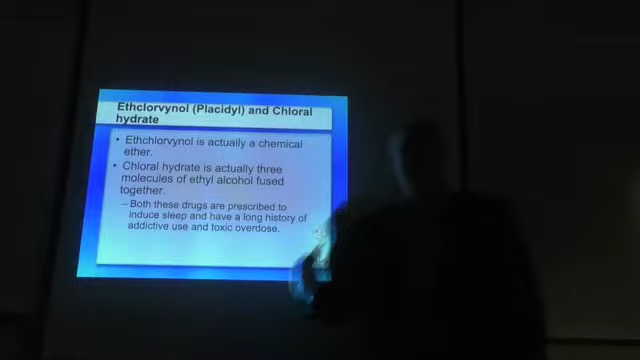 Ethclorvynol (Placidyl) and Chloral
hydrate
• Ethchlorvynol is actually a chemical
ether.
• Chloral hydrate is actually three
molecules of ethyl alcohol fused
together.
– Both these drugs are prescribed to
induce sleep and have a long history of
addictive use and toxic overdose.